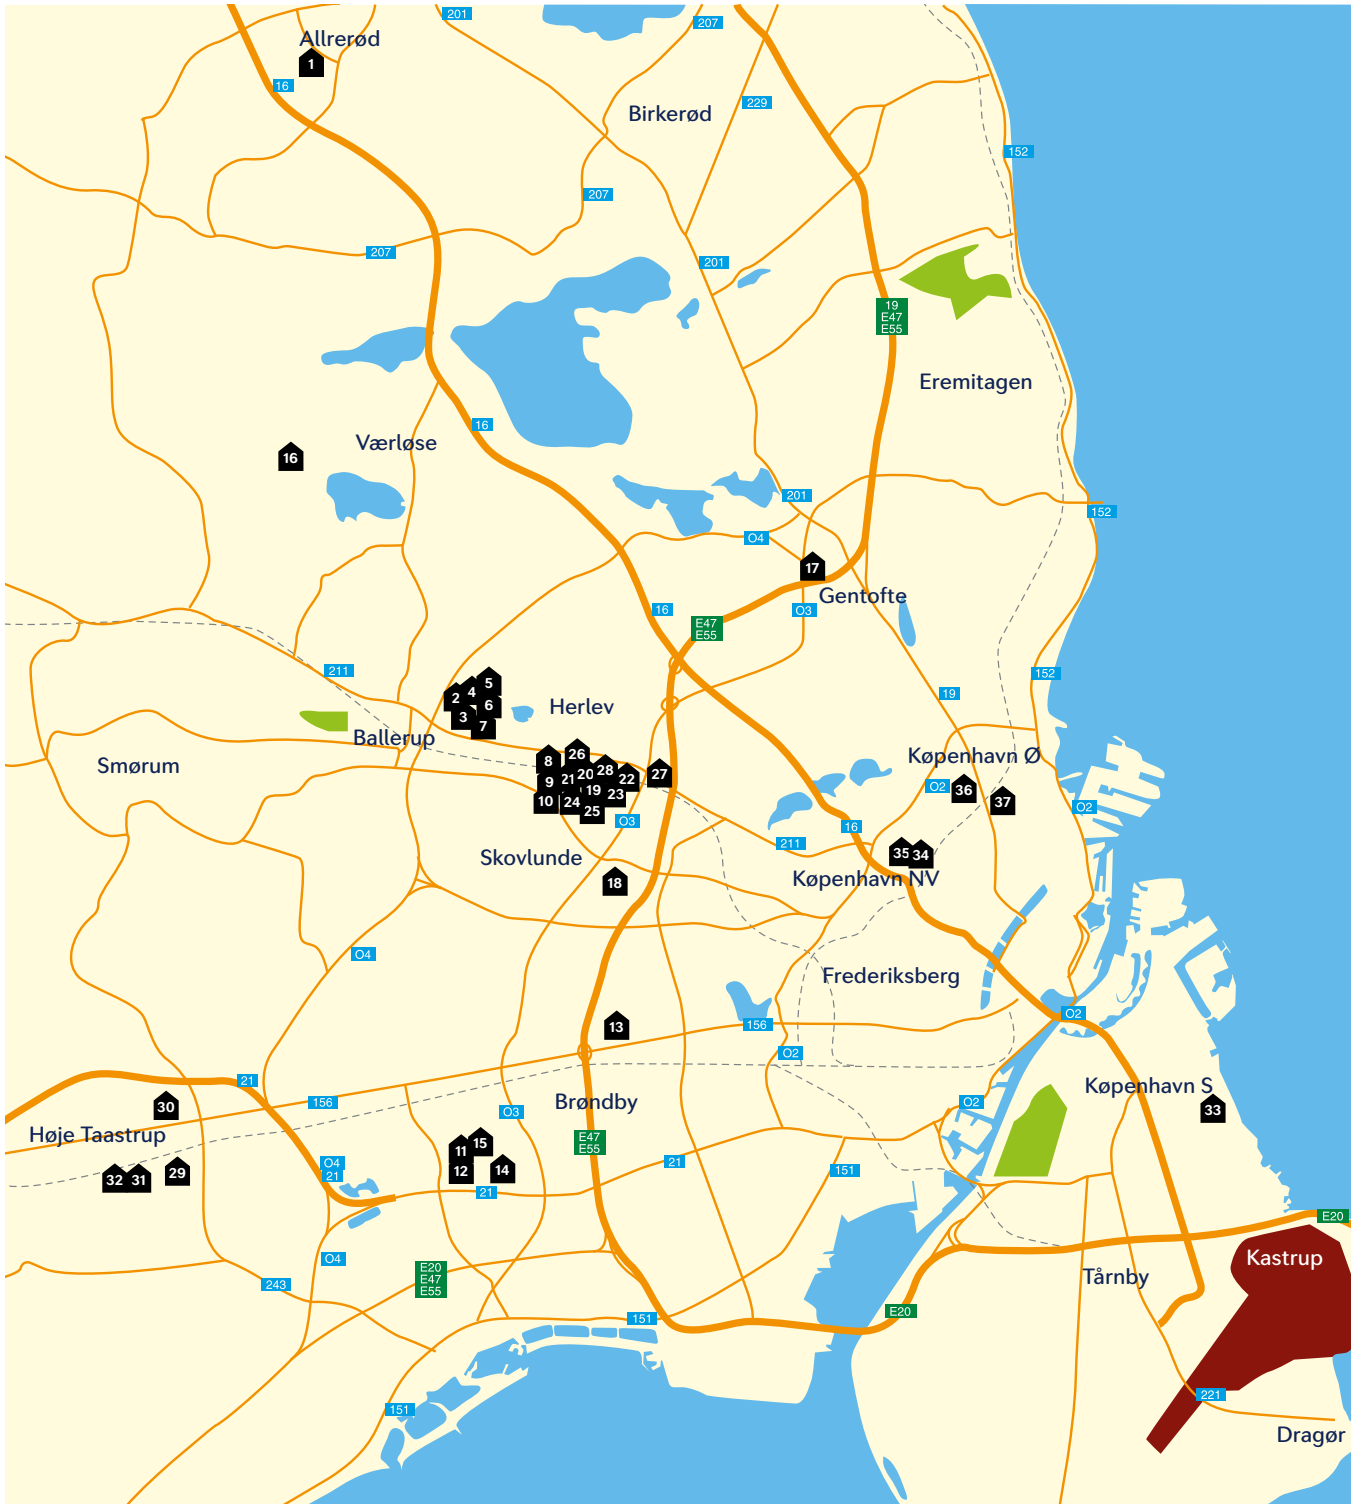 201
207
Allrerød
1
16
229
Birkerød
152
207
207
201
19
E47
E55
Eremitagen
16
Værløse
16
201
152
O4
17
Gentofte
16
O3
E47
E55
211
152
5
4
2
6
3
7
19
Herlev
Ballerup
Smørum
26
8
28
27
20
21
22
9
19
23
10
24
25
O3
København Ø
O2
36
37
O2
16
211
35
34
Skovlunde
København NV
18
O4
Frederiksberg
13
156
O2
O2
21
København S
156
30
Brøndby
O2
33
O3
Høje Taastrup
E47
E55
15
11
12
14
O4
21
21
151
32
31
29
21
E20
O4
Kastrup
243
E20
E47
E55
Tårnby
151
E20
221
151
Dragør